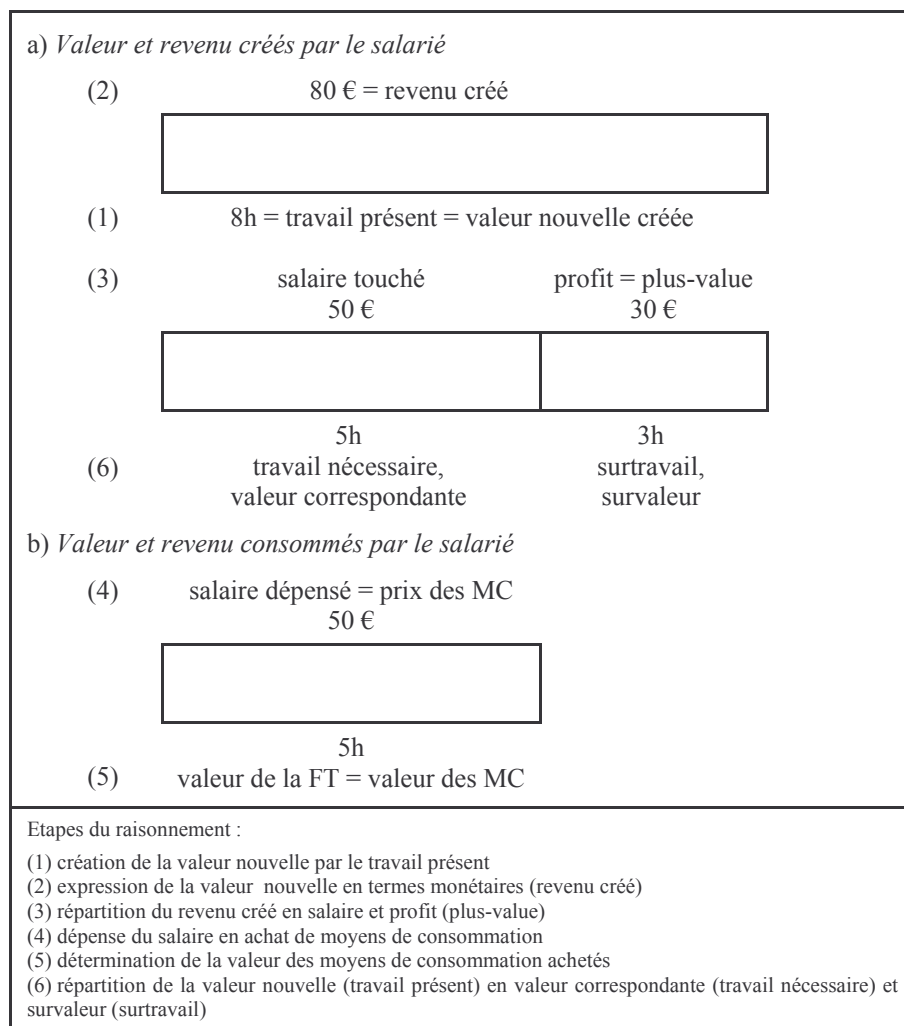 a) Valeur et revenu créés par le salarié
(2) 80 € = revenu créé
(1) 8h = travail présent = valeur nouvelle créée
(3) salaire touché profit = plus-value
50 € 30 €
5h 3h
(6) travail nécessaire, surtravail,
valeur correspondante survaleur
b) Valeur et revenu consommés par le salarié
(4) salaire dépensé = prix des MC
50 €
5h
(5) valeur de la FT = valeur des MC
Etapes du raisonnement :
(1) création de la valeur nouvelle par le travail présent
(2) expression de la valeur nouvelle en termes monétaires (revenu créé)
(3) répartition du revenu créé en salaire et profit (plus-value)
(4) dépense du salaire en achat de moyens de consommation
(5) détermination de la valeur des moyens de consommation achetés
(6) répartition de la valeur nouvelle (travail présent) en valeur correspondante (travail nécessaire) et
survaleur (surtravail)